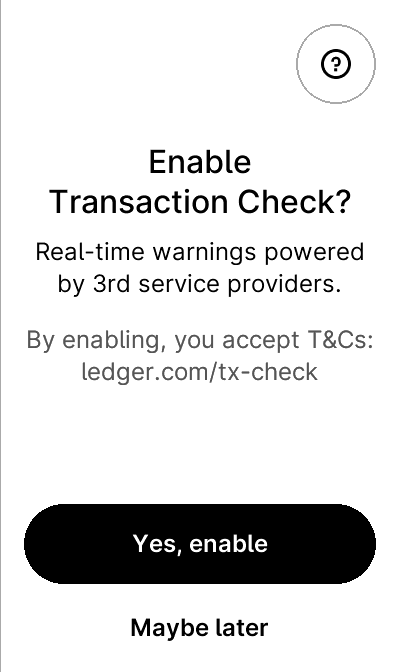 ?
Enable
Transaction Check?
Real-time warnings powered
by 3rd service providers.
By enabling, you accept T&Cs:
ledger.com/tx-check
Yes, enable
Maybe later